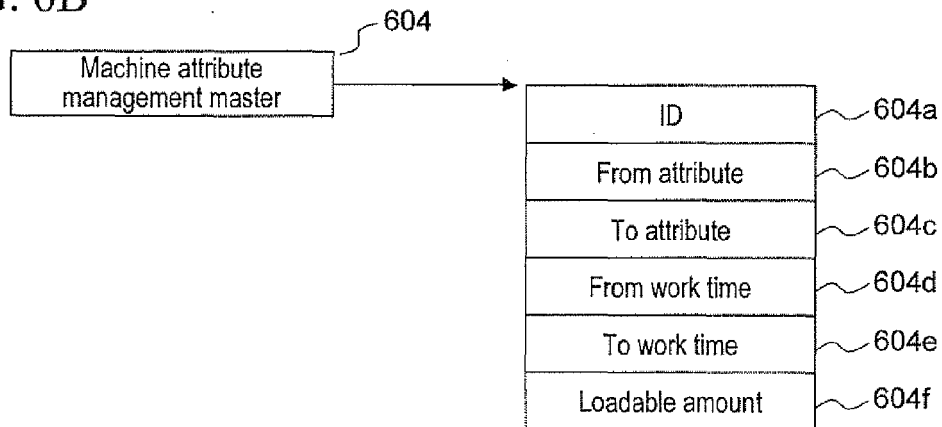 6B
604
Machine attribute
management master
ID
604a
From attribute
604b
To attribute
604c
From work time
604d
To work time
604e
Loadable amount
604f